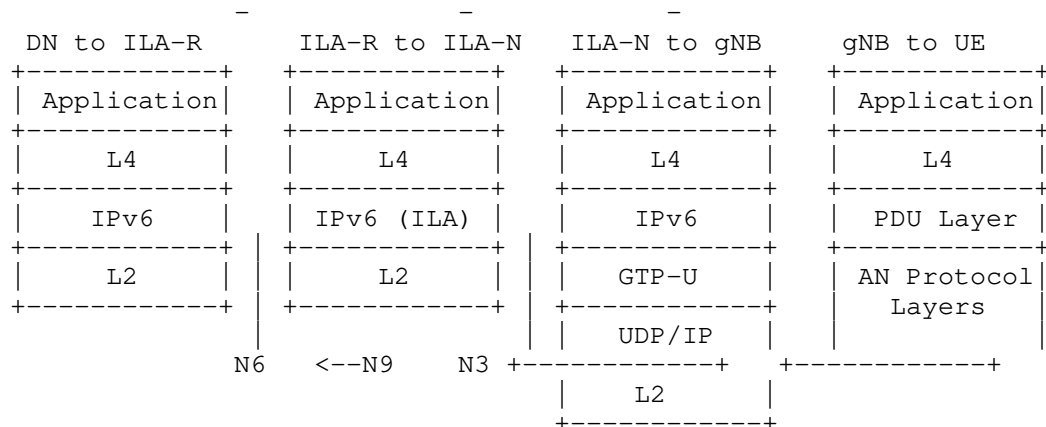 DN to ILA-R ILA-R to ILA-N ILA-N to gNB gNB to UE
Application Application Application Application
L4 L4 L4 L4
IPv6 IPv6 (ILA) IPv6 PDU Layer
L2 L2 GTP-U AN Protocol
Layers
UDP/IP
N6 <--N9 N3
L2